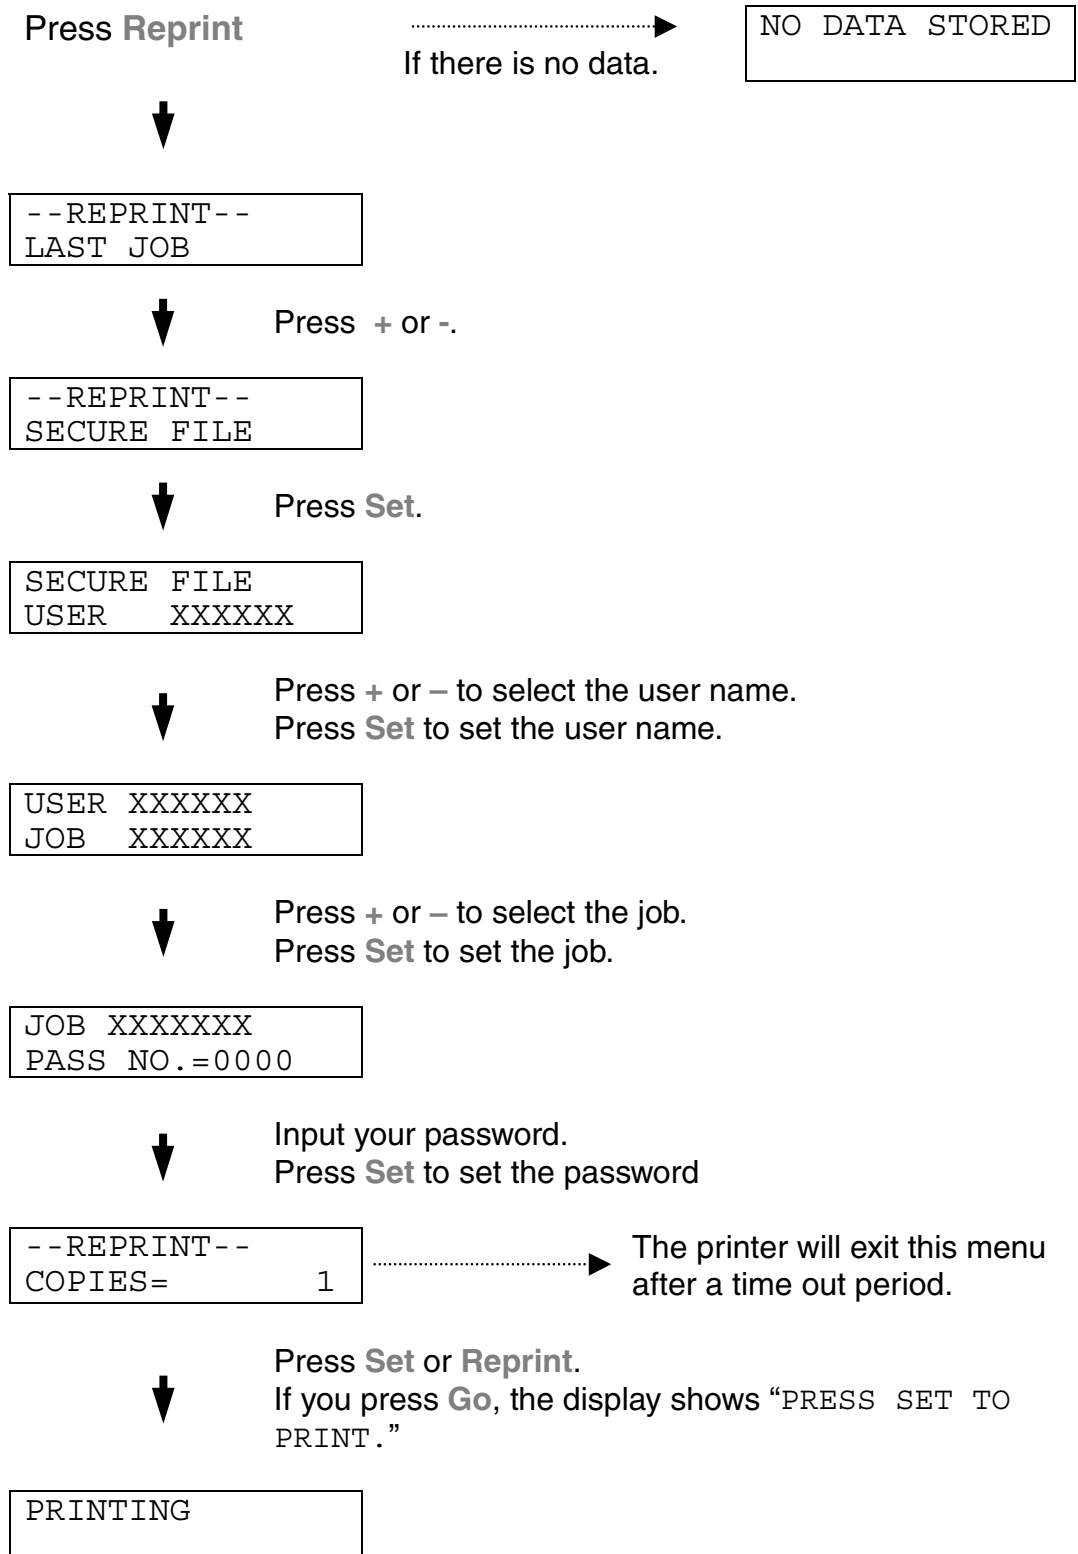 Press Reprint
If there is no data.
NO DATA STORED
--REPRINT--
LAST JOB
Press + or -.
--REPRINT--
SECURE FILE
Press Set.
SECURE FILE
USER XXXXXX
Press + or – to select the user name.
Press Set to set the user name.
USER XXXXXX
JOB XXXXXX
Press + or – to select the job.
Press Set to set the job.
JOB XXXXXXX
PASS NO.=0000
Input your password.
Press Set to set the password
--REPRINT--
COPIES= 1
The printer will exit this menu
after a time out period.
Press Set or Reprint.
If you press Go, the display shows “PRESS SET TO
PRINT.”
PRINTING